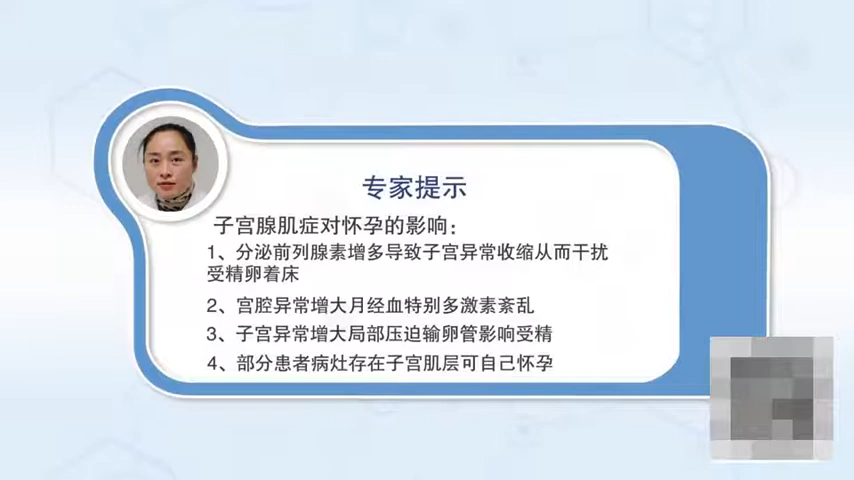 专家提示
子宫腺肌症对怀孕的影响：
1、分泌前列腺素增多导致子宫异常收缩从而干扰
受精卵着床
2、宫腔异常增大月经血特别多激素紊乱
3、子宫异常增大局部压迫输卵管影响受精
4、部分患者病灶存在子宫肌层可自己怀孕